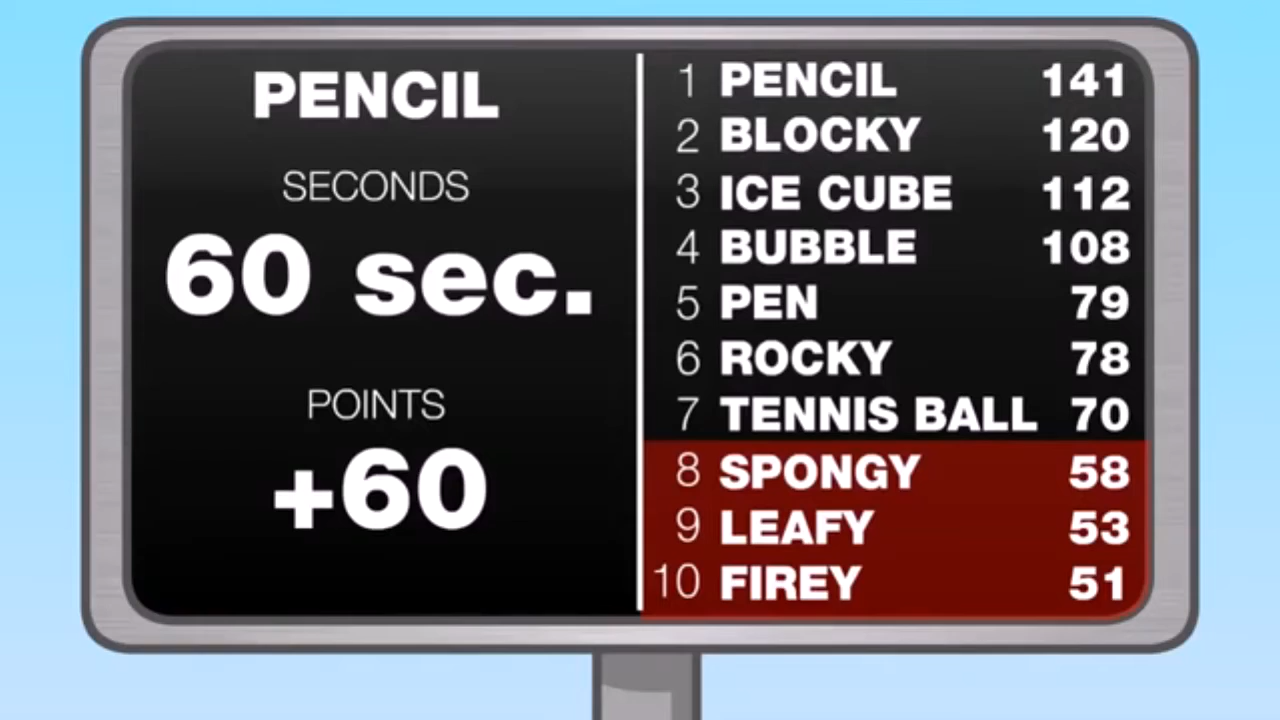 PENCIL
SECONDS
60 sec.
POINTS
+60
1 PENCIL 141
2 BLOCKY 120
3 ICE CUBE 112
4 BUBBLE 108
5 PEN 79
6 ROCKY 78
7 TENNIS BALL 70
8 SPONGY 58
9 LEAFY 53
10 FIREY 51